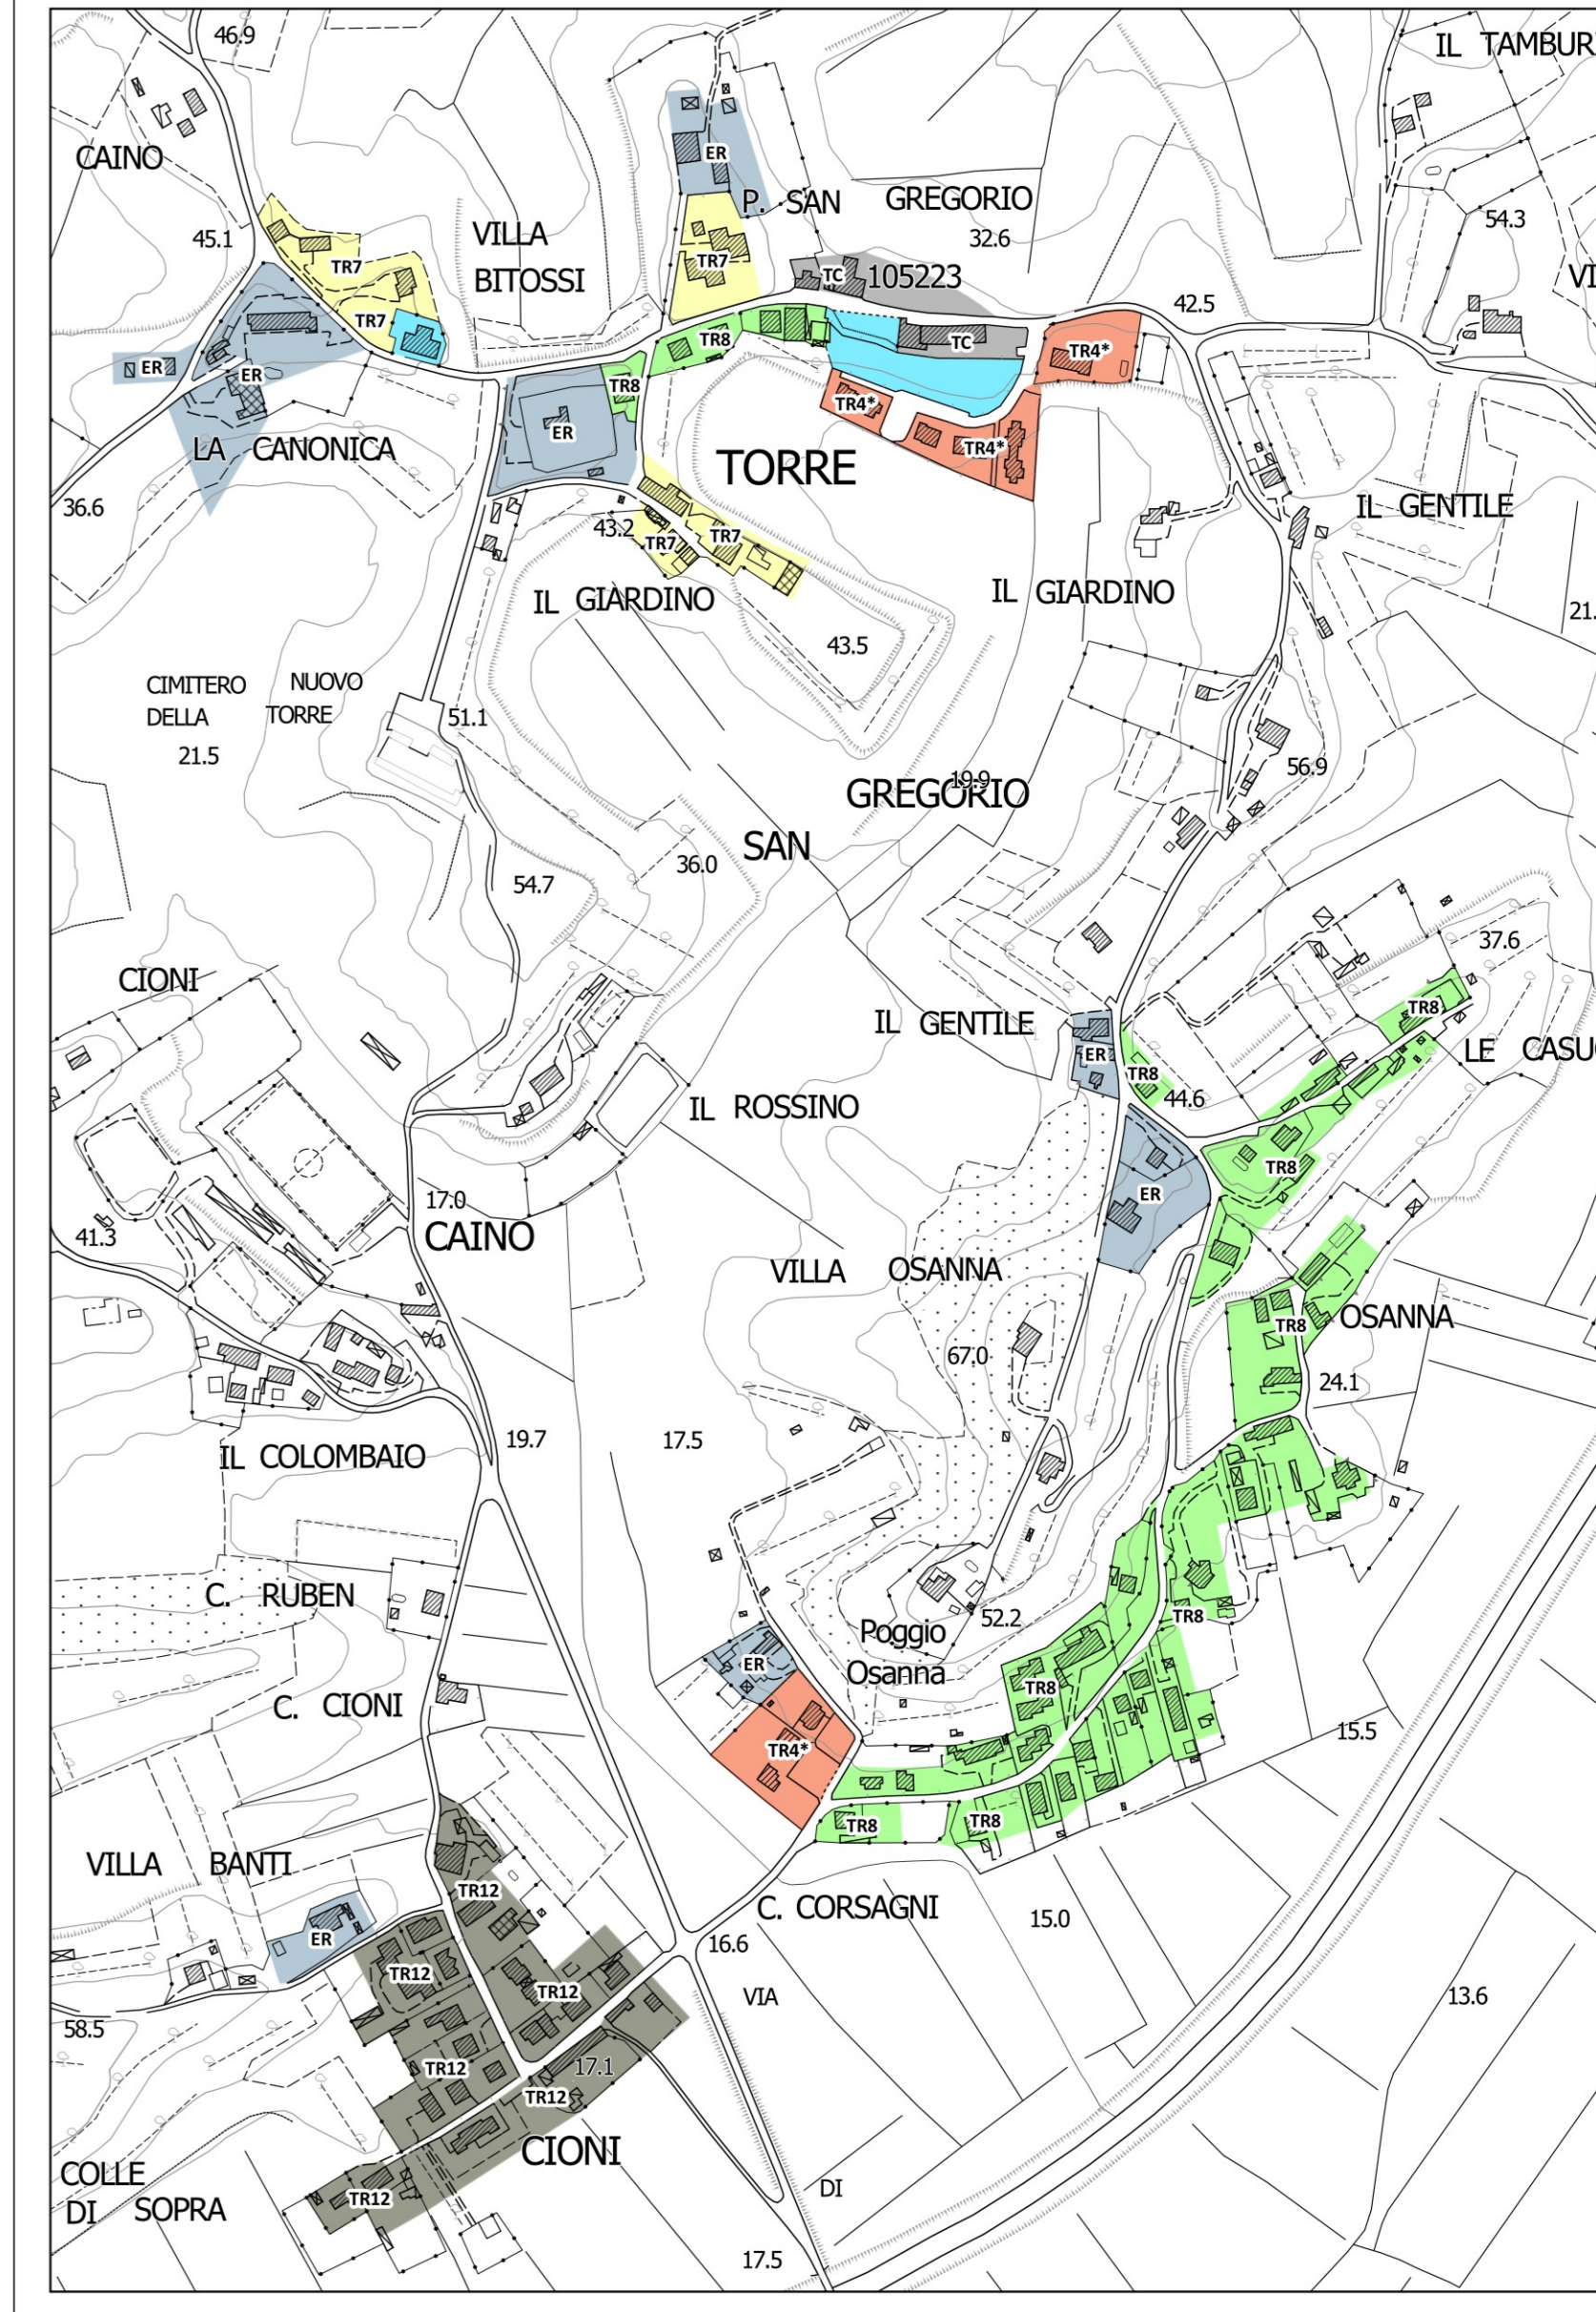 46.9
IL TAMBUR
CAINO
ER
P. SAN GREGORIO
45.1
VILLA
BITOSSI
32.6
54.3
TR7
TR7
TC
105223
VI
42.5
TR7
TR8
TC
TR4*
ER
ER
TR8
TR4*
ER
TR4*
LA CANONICA
TORRE
36.6
IL GENTILE
43.2
TR7
TR7
IL GIARDINO
IL GIARDINO
21.
43.5
CIMITERO NUOVO
DELLA TORRE
21.5
51.1
56.9
19.9
GREGORIO
SAN
36.0
54.7
37.6
CIONI
TR8
IL GENTILE
LE CASU
ER
TR8
44.6
IL ROSSINO
TR8
17.0
ER
41.3
CAINO
VILLA OSANNA
TR8
OSANNA
67.0
24.1
19.7
17.5
IL COLOMBAIO
C. RUBEN
52.2
TR8
Poggio
Osanna
ER
TR8
C. CIONI
15.5
TR4*
TR8
TR8
VILLA BANTI
TR12
C. CORSAGNI
15.0
ER
16.6
TR12
TR12
VIA
13.6
58.5
TR12
17.1
TR12
CIONI
COLLE
DI SOPRA
TR12
DI
17.5